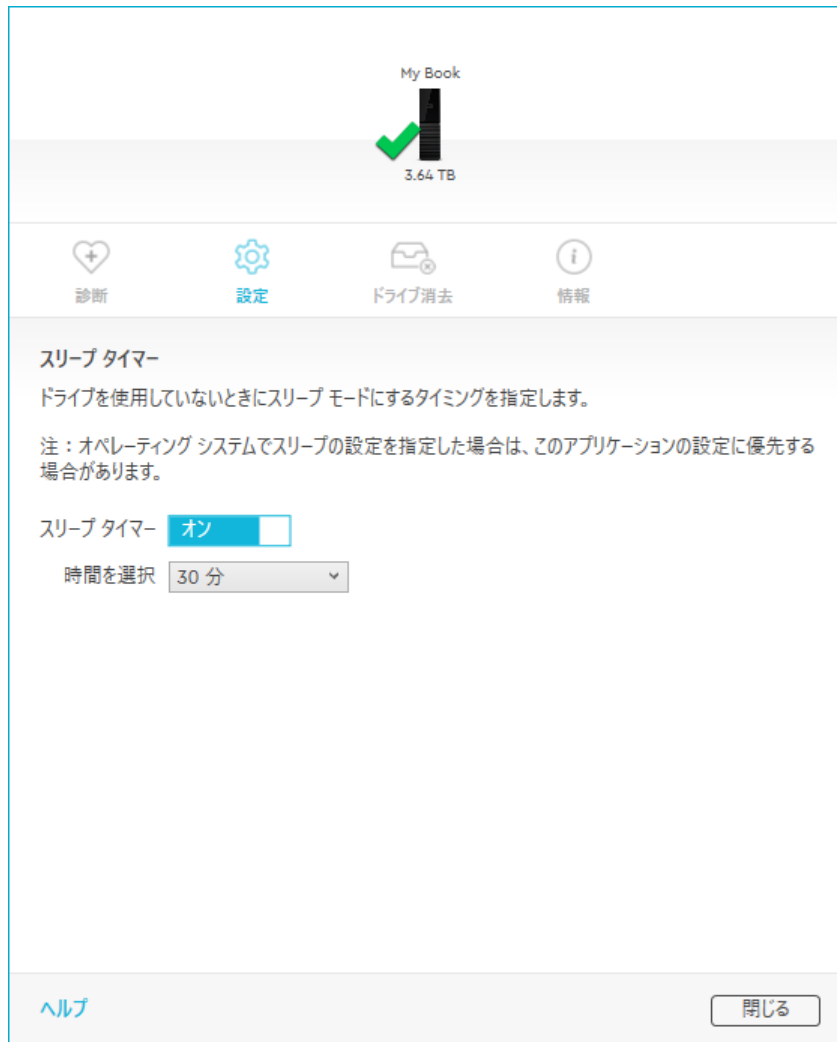 My Book
3.64 TB
診断
設定
ドライブ消去
情報
スリープ タイマー
ドライブを使用していないときにスリープ モードにするタイミングを指定します。
注：オペレーティング システムでスリープの設定を指定した場合は、このアプリケーションの設定に優先する
場合があります。
スリープ タイマー オン
時間を選択 30 分
ヘルプ
閉じる